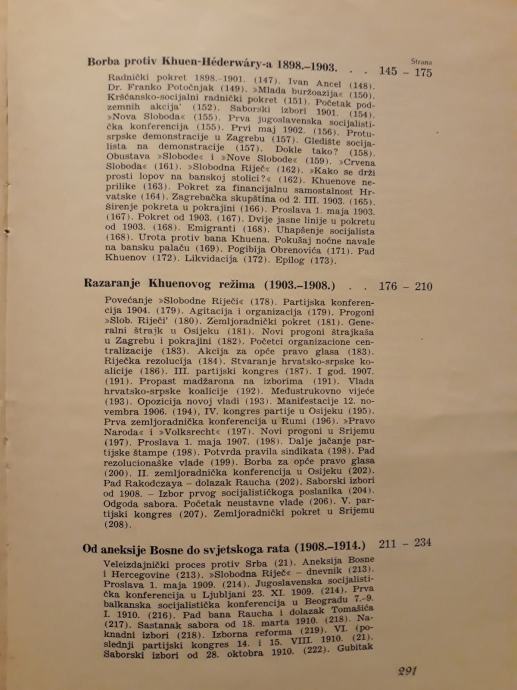 Strana
Borba protiv Khuen-Héderwáry-a 1898.–1903. . . 145 – 175
Radnički pokret 1898.-1901. (147). Ivan Ancel (148).
Dr. Franko Potočnjak (149). »Mlada buržoazija« (150).
Kršćansko-socijalni radnički pokret (151). Početak pod-
zemnih akcija' (152). Saborski izbori 1901. (154).
»Nova Sloboda« (155). Prva jugoslavenska socijalisti-
čka konferencija (155). Prvi maj 1902. (156). Protu-
srpske demonstracije u Zagrebu (157). Gledište socija-
lista na demonstracije (157). Dokle tako? (158).
Obustava »Slobode« i »Nove Slobode« (159). »Crvena
Sloboda« (161). »Slobodna Riječ« (162). »Kako se drži
prosti lopov na banskoj stolici?« (162). Khuenove ne-
prilike (163). Pokret za financijalnu samostalnost Hr-
vatske (164). Zagrebačka skupština od 2. III. 1903. (165).
Širenje pokreta u pokrajini (166). Proslava 1. maja 1903.
(167). Pokret od 1903. (167). Dvije jasne linije u pokretu
od 1903. (168). Emigranti (168). Uhapšenje socijalista
(168). Urota protiv bana Khuena. Pokušaj noćne navale
na bansku palaču (169). Pogibija Obrenovića (171). Pad
Khuenov (172). Likvidacija (172). Epilog (173).
Razaranje Khuenovog režima (1903.–1908.) . . 176 – 210
Povećanje »Slobodne Riječi« (178). Partijska konferen-
cija 1904. (179). Agitacija i organizacija (179). Progoni
»Slob. Riječi' (180). Zemljoradnički pokret (181). Gene-
ralni štrajk u Osijeku (181). Novi progoni štrajkaša
u Zagrebu i pokrajini (182). Početci organizacione cen-
tralizacije (183). Akcija za opće pravo glasa (183).
Riječka rezolucija (184). Stvaranje hrvatsko-srpske ko-
alicije (186). III. partijski kongres (187). I god. 1907.
(191). Propast mađarona na izborima (191). Vlada
hrvatsko-srpske koalicije (192). Međustrukovno vijeće
(193). Opozicija novoj vladi (193). Manifestacije 12. no-
vembra 1906. (194), IV. kongres partije u Osijeku (195).
Prva zemljoradnička konferencija u Rumi (196). »Pravo
Naroda« i »Volksrecht« (197). Novi progoni u Srijemu
(197). Proslava 1. maja 1907. (198). Dalje jačanje par-
tijske štampe (198). Potvrda pravila sindikata (198). Pad
rezolucionaške vlade (199). Borba za opće pravo glasa
(200). II. zemljoradnička konferencija u Osijeku (202).
Pad Rakodczaya – dolazak Raucha (202). Saborski izbori
od 1908. – Izbor prvog socijalističkog poslanika (204).
Odgoda sabora. Početak neustavne vlade (206). V. par-
tijski kongres (207). Zemljoradnički pokret u Srijemu
(208).
Od aneksije Bosne do svjetskoga rata (1908.–1914.) 211 – 234
Veleizdajnički proces protiv Srba (21). Aneksija Bosne
i Hercegovine (213). »Slobodna Riječ« – dnevnik (213).
Proslava 1. maja 1909. (214). Jugoslavenska socijalisti-
čka konferencija u Ljubljani 23. XI. 1909. (214). Prva
balkanska socijalistička konferencija u Beogradu 7.-9.
I. 1910. (216). Pad bana Raucha i dolazak Tomašića
(217). Sastanak sabora od 18. marta 1910. (218). Na-
knadni izbori (218). Izborna reforma (219). VI. (po-
slednji partijski kongres 14. i 15. VIII. 1910. (21).
Saborski izbori od 28. oktobra 1910. (222). Gubitak
291